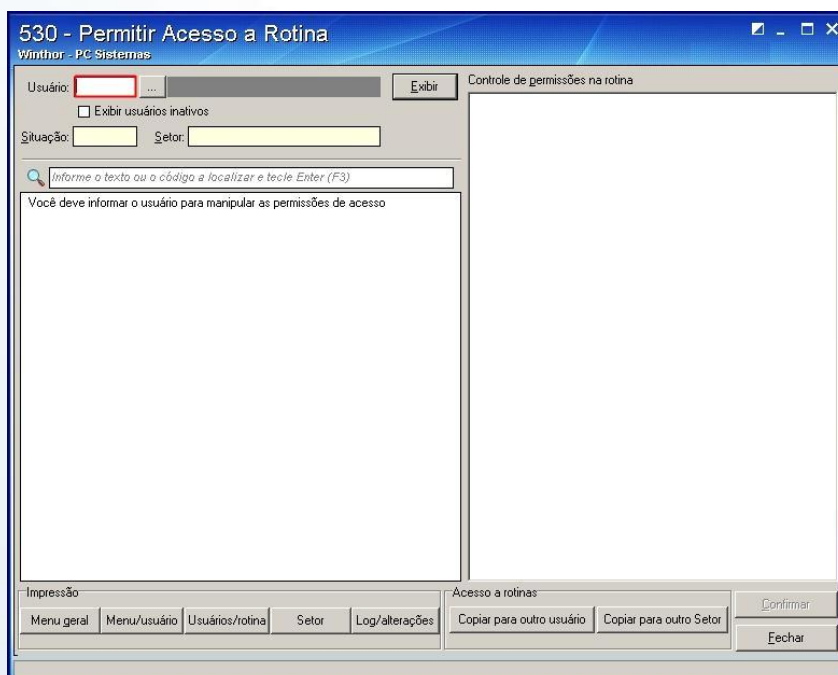 530 - Permitir Acesso a Rotina
Winthor - PC Sistemas
Usuário: ... Exibir
Exibir usuários inativos
Situação: Setor:
Informe o texto ou o código a localizar e tecle Enter (F3)
Você deve informar o usuário para manipular as permissões de acesso
Controle de permissões na rotina
Impressão
Menu geral Menu/usuário Usuários/rotina Setor Log/alterações
Acesso a rotinas
Copiar para outro usuário Copiar para outro Setor
Confirmar
Fechar